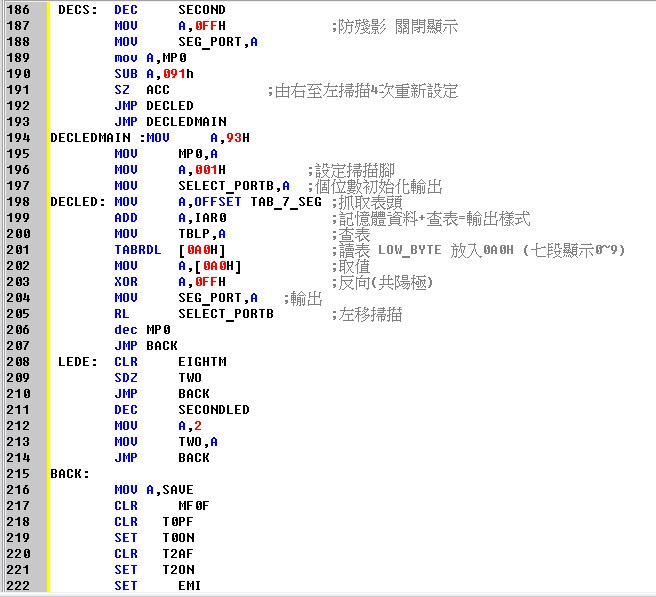 186 DECS: DEC SECOND
187 MOV A,0FFH ;防殘影 關閉顯示
188 MOV SEG_PORT,A
189 mov A,MP0
190 SUB A,091h
191 SZ ACC ;由右至左掃描4次重新設定
192 JMP DECLED
193 JMP DECLEDMAIN
194 DECLEDMAIN :MOV A,93H
195 MOV MP0,A
196 MOV A,001H ;設定掃描腳
197 MOV SELECT_PORTB,A ;個位數初始化輸出
198 DECLED: MOV A,OFFSET TAB_7_SEG ;抓取表頭
199 ADD A,IAR0 ;記憶體資料+查表=輸出樣式
200 MOV TBLP,A ;查表
201 TABRDL [0A0H] ;讀表 LOW_BYTE 放入0A0H (七段顯示0~9)
202 MOV A,[0A0H] ;取值
203 XOR A,0FFH ;反向(共陽極)
204 MOV SEG_PORT,A ;輸出
205 RL SELECT_PORTB ;左移掃描
206 dec MP0
207 JMP BACK
208 LEDE: CLR EIGHTM
209 SDZ TWO
210 JMP BACK
211 DEC SECONDLED
212 MOV A,2
213 MOV TWO,A
214 JMP BACK
215 BACK:
216 MOV A,SAVE
217 CLR MF0F
218 CLR T0PF
219 SET T0ON
220 CLR T2AF
221 SET T2ON
222 SET EMI